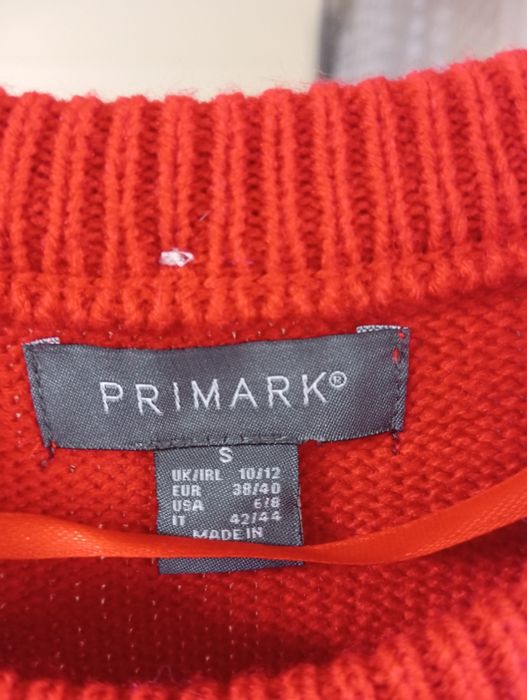 PRIMARK®
S
UK/IRL 10/12
EUR 38/40
USA 6/8
IT 42/44
MADE IN